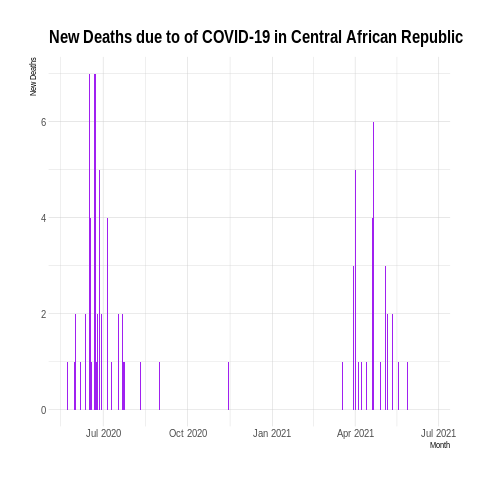 New Deaths due to of COVID-19 in Central African Republic
New Deaths
6
4
2
0
Jul 2020 Oct 2020 Jan 2021 Apr 2021 Jul 2021
Month